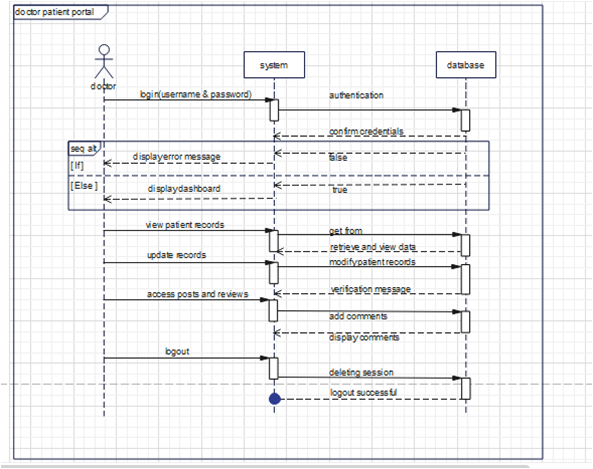 doctor patient portal
system
database
doctor
login(username & password)
authentication
confirm credentials
seq alt
[If]
display error message
false
[Else ]
display dashboard
true
view patient records
get from
retrieve and view data
update records
modify patient records
verification message
access posts and reviews
add comments
display comments
logout
deleting session
logout successful